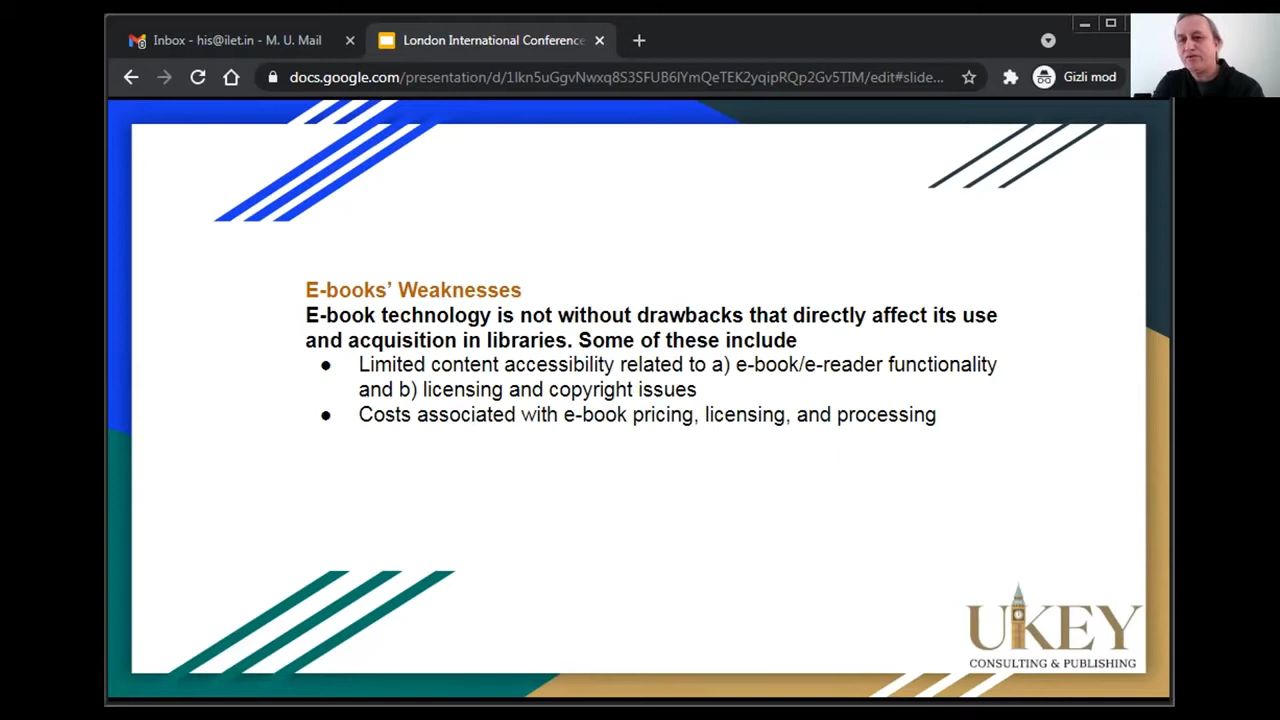 Inbox - his@ilet.in - M. U. Mail
London International Conference
docs.google.com/presentation/d/1lkn5uGgvNwxq8S3SFUB6lYmQeTEK2yqipRQp2Gv5TIM/edit#slide...
Gizli mod
E-books’ Weaknesses
E-book technology is not without drawbacks that directly affect its use
and acquisition in libraries. Some of these include
● Limited content accessibility related to a) e-book/e-reader functionality
and b) licensing and copyright issues
● Costs associated with e-book pricing, licensing, and processing
UKEY
CONSULTING & PUBLISHING